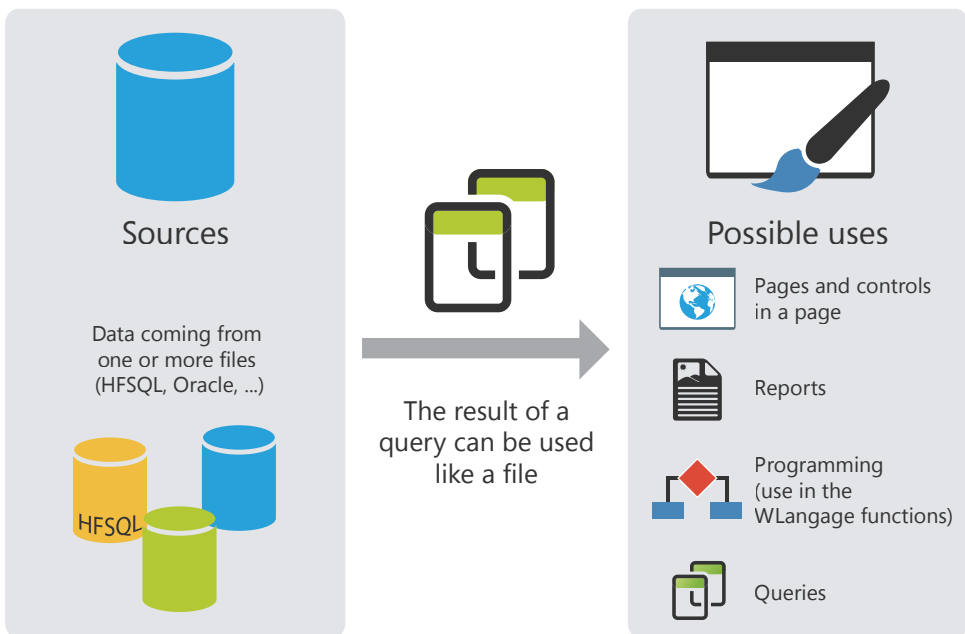 Sources
Data coming from
one or more files
(HFSQL, Oracle, ...)
HFSQL
The result of a
query can be used
like a file
Possible uses
Pages and controls
in a page
Reports
Programming
(use in the
WLangage functions)
Queries